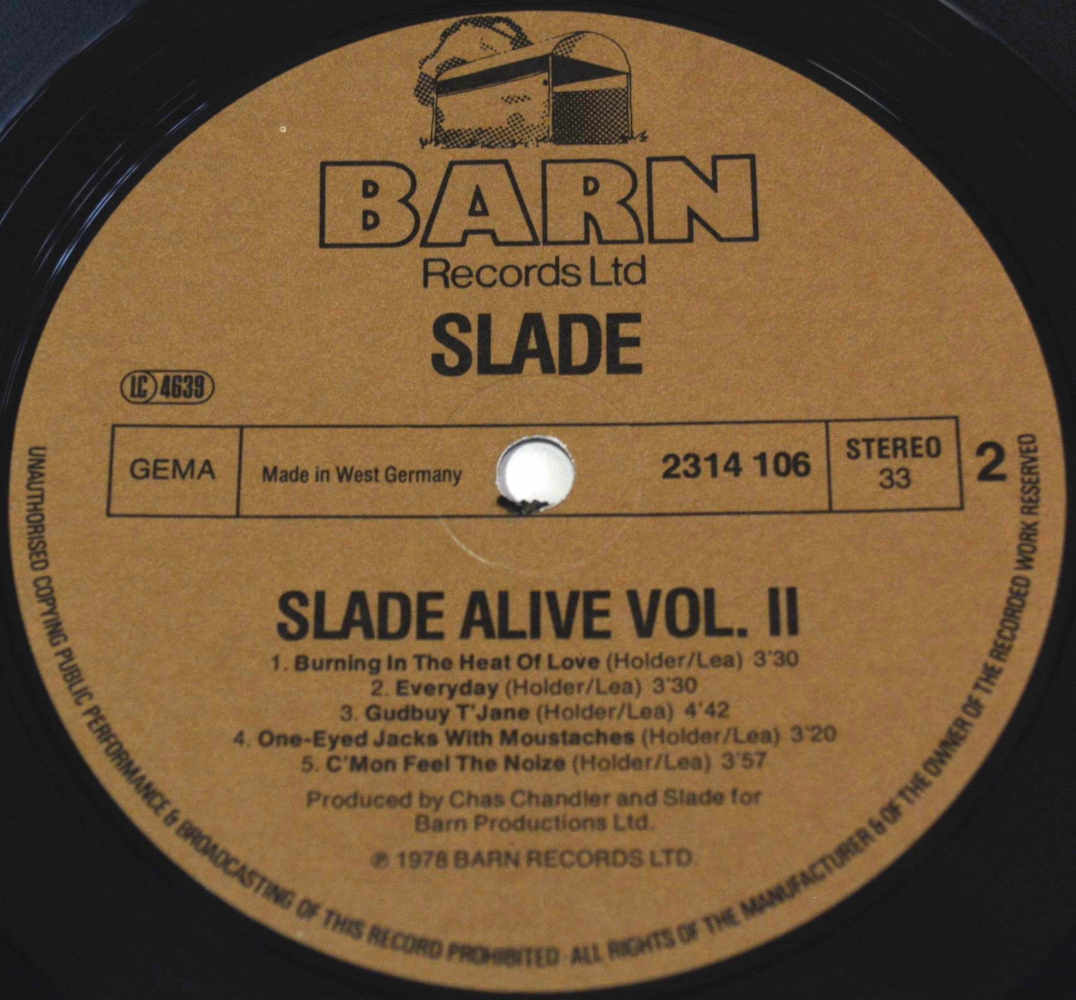 BARN
Records Ltd
SLADE
LC 4639
GEMA
Made in West Germany
2314 106
STEREO
33
2
SLADE ALIVE VOL. II
1. Burning In The Heat Of Love (Holder/Lea) 3'30
2. Everyday (Holder/Lea) 3'30
3. Gudbuy T'Jane (Holder/Lea) 4'42
4. One-Eyed Jacks With Moustaches (Holder/Lea) 3'20
5. C'Mon Feel The Noize (Holder/Lea) 3'57
Produced by Chas Chandler and Slade for
Barn Productions Ltd.
℗ 1978 BARN RECORDS LTD.
UNAUTHORISED COPYING PUBLIC PERFORMANCE & BROADCASTING OF THIS RECORD PROHIBITED · ALL RIGHTS OF THE MANUFACTURER & OF THE OWNER OF THE RECORDED WORK RESERVED